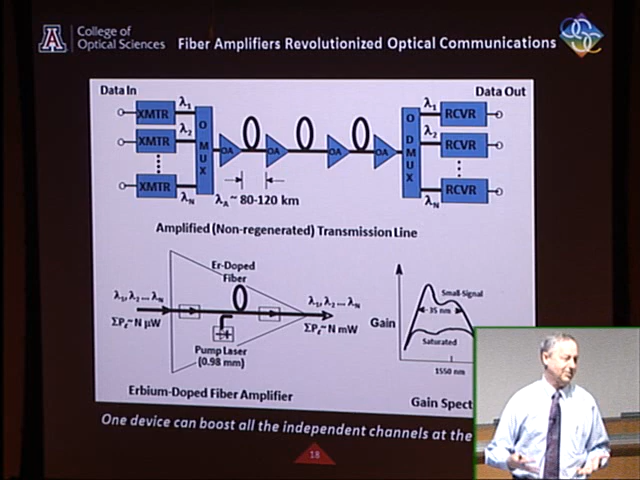 College of
Optical Sciences
Fiber Amplifiers Revolutionized Optical Communications
Data In
Data Out
XMTR
λ1
O MUX
OA
OA
OA
OA
O DMUX
λ1
RCVR
XMTR
λ2
λ2
RCVR
XMTR
λN
λN
RCVR
λA ~ 80-120 km
Amplified (Non-regenerated) Transmission Line
Er-Doped
Fiber
λ1, λ2 ... λN
λ1, λ2 ... λN
~ N μW
~ N mW
Pump Laser
(0.98 mm)
Erbium-Doped Fiber Amplifier
Gain
Small-Signal
~35 nm
Saturated
1550 nm
Gain Spect
One device can boost all the independent channels at the
18